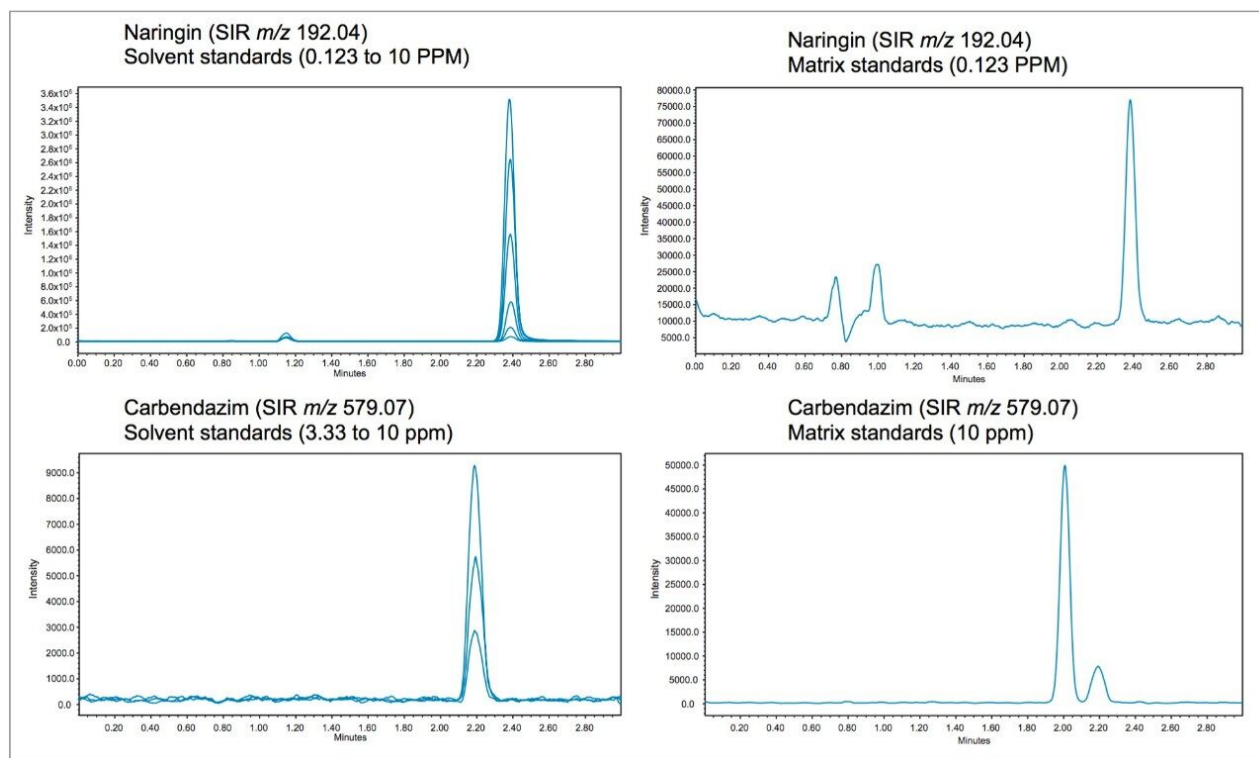 Naringin (SIR m/z 192.04)
Solvent standards (0.123 to 10 PPM)
3.6x10⁶
3.4x10⁶
3.2x10⁶
3.0x10⁶
2.8x10⁶
2.6x10⁶
2.4x10⁶
2.2x10⁶
2.0x10⁶
1.8x10⁶
1.6x10⁶
1.4x10⁶
1.2x10⁶
1.0x10⁶
8.0x10⁵
6.0x10⁵
4.0x10⁵
2.0x10⁵
0.0
Intensity
0.00 0.20 0.40 0.60 0.80 1.00 1.20 1.40 1.60 1.80 2.00 2.20 2.40 2.60 2.80
Minutes
Naringin (SIR m/z 192.04)
Matrix standards (0.123 PPM)
80000.0
75000.0
70000.0
65000.0
60000.0
55000.0
50000.0
45000.0
40000.0
35000.0
30000.0
25000.0
20000.0
15000.0
10000.0
5000.0
Intensity
0.00 0.20 0.40 0.60 0.80 1.00 1.20 1.40 1.60 1.80 2.00 2.20 2.40 2.60 2.80
Minutes
Carbendazim (SIR m/z 579.07)
Solvent standards (3.33 to 10 ppm)
9000.0
8000.0
7000.0
6000.0
5000.0
4000.0
3000.0
2000.0
1000.0
0.0
Intensity
0.20 0.40 0.60 0.80 1.00 1.20 1.40 1.60 1.80 2.00 2.20 2.40 2.60 2.80
Minutes
Carbendazim (SIR m/z 579.07)
Matrix standards (10 ppm)
50000.0
45000.0
40000.0
35000.0
30000.0
25000.0
20000.0
15000.0
10000.0
5000.0
0.0
Intensity
0.20 0.40 0.60 0.80 1.00 1.20 1.40 1.60 1.80 2.00 2.20 2.40 2.60 2.80
Minutes